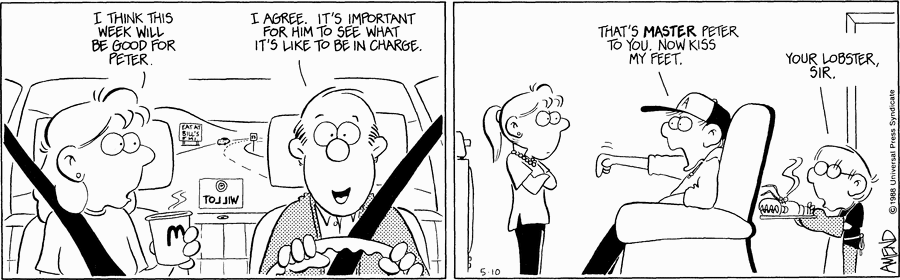 I THINK THIS
WEEK WILL
BE GOOD FOR
PETER.
I AGREE. IT'S IMPORTANT
FOR HIM TO SEE WHAT
IT'S LIKE TO BE IN CHARGE.
EAT AT
BILL'S
WILLOT
M
5·10
THAT'S MASTER PETER
TO YOU. NOW KISS
MY FEET.
A
YOUR LOBSTER,
SIR.
© 1988 Universal Press Syndicate
AMEND